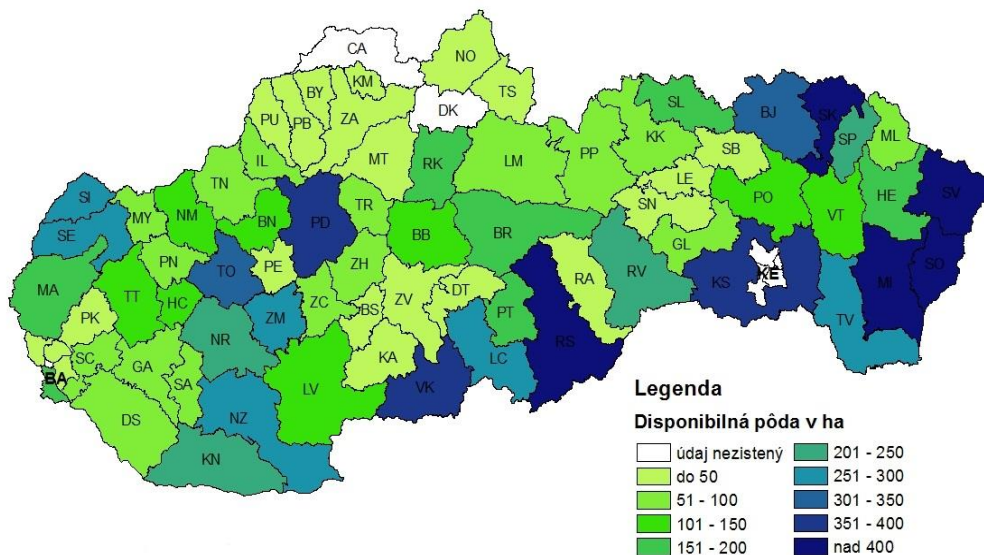 CA
NO
KM
BY
TS
PU
PB
ZA
DK
SL
BJ
SK
SP
ML
IL
MT
RK
LM
PP
KK
SB
TN
LE
SI
MY
NM
BN
PD
TR
SN
PO
VT
HE
SV
SE
BB
BR
GL
PN
TO
PE
ZH
RA
RV
KS
KE
SO
MA
TT
HC
ZM
ZC
BS
ZV
DT
PT
MI
PK
NR
TV
BA
SC
GA
SA
LV
KA
VK
LC
RS
DS
NZ
KN
Legenda
Disponibilná pôda v ha
údaj nezistený
do 50
51 - 100
101 - 150
151 - 200
201 - 250
251 - 300
301 - 350
351 - 400
nad 400